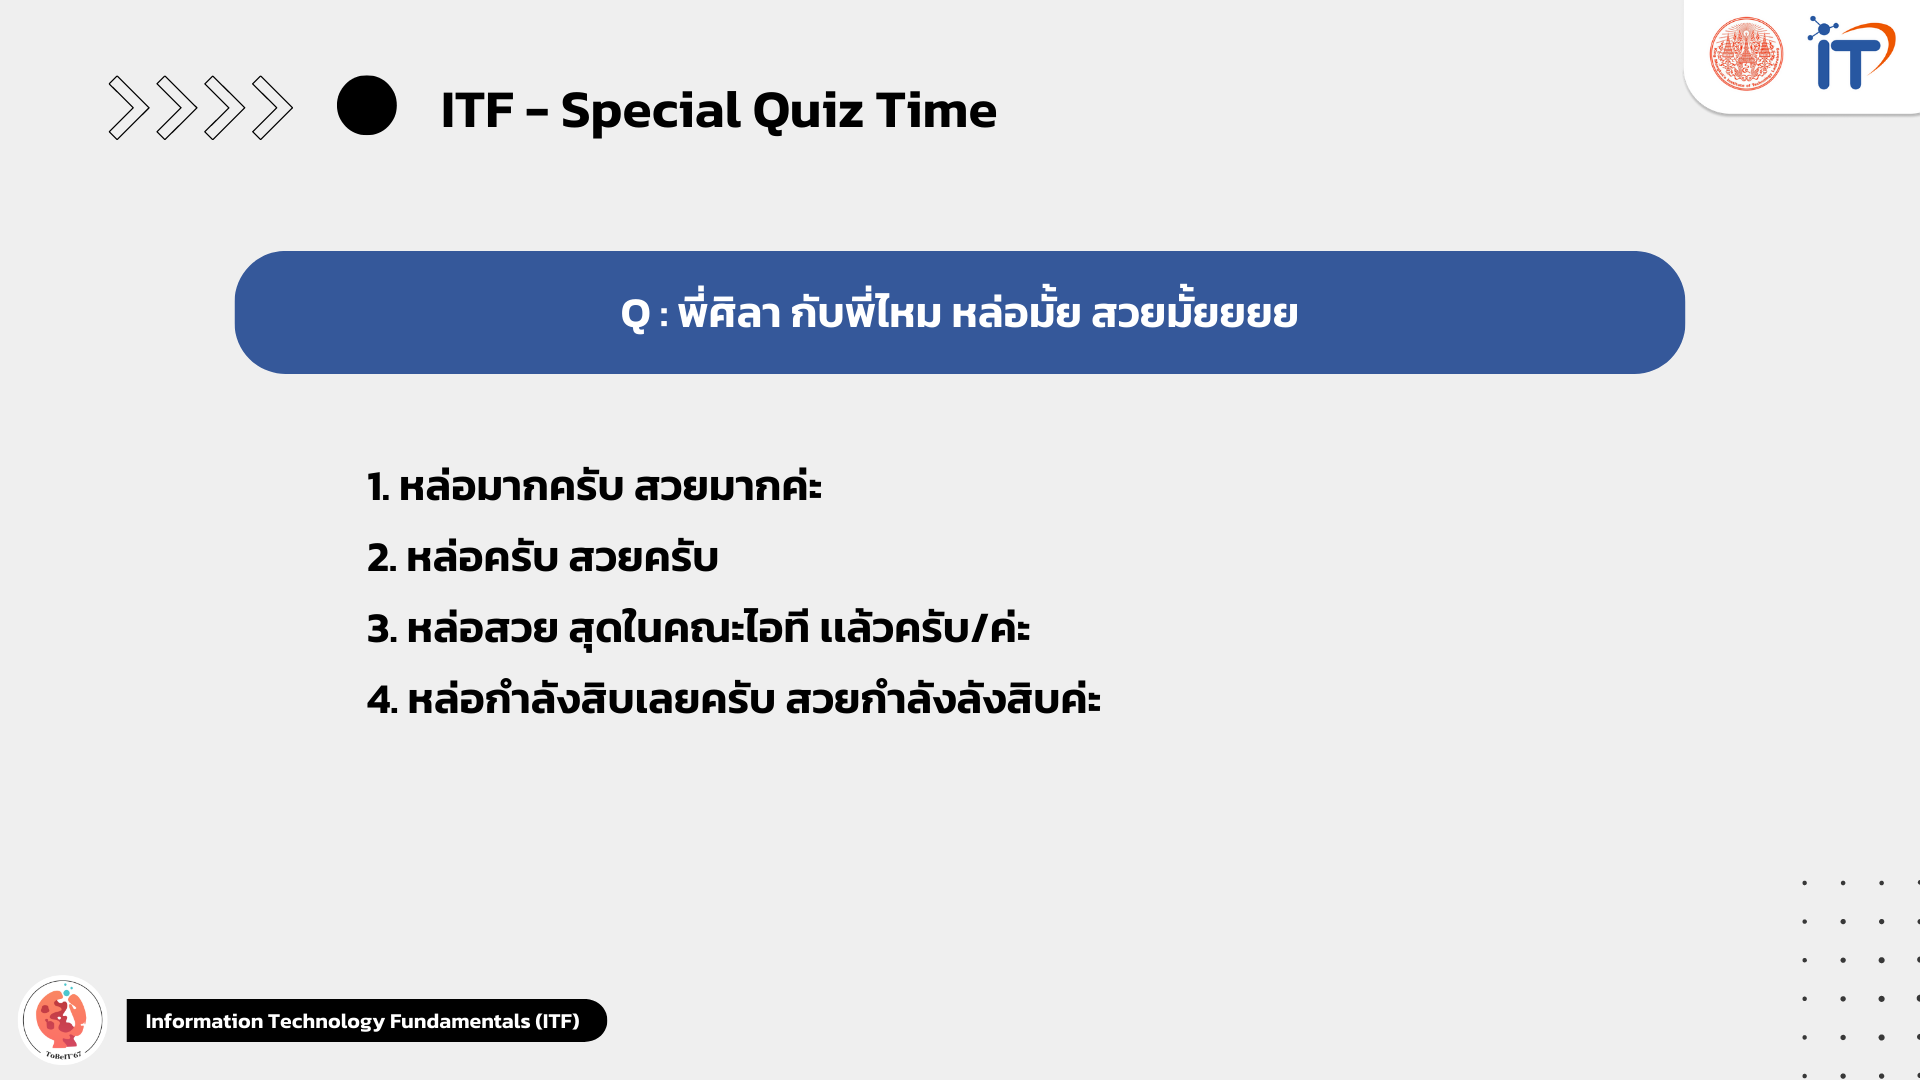 iT
ITF – Special Quiz Time
Q : พี่ศิลา กับพี่ไหม หล่อมั้ย สวยมั้ยยยย
1. หล่อมากครับ สวยมากค่ะ
2. หล่อครับ สวยครับ
3. หล่อสวย สุดในคณะไอที แล้วครับ/ค่ะ
4. หล่อกำลังสิบเลยครับ สวยกำลังลังสิบค่ะ
ToBeIT'67
Information Technology Fundamentals (ITF)